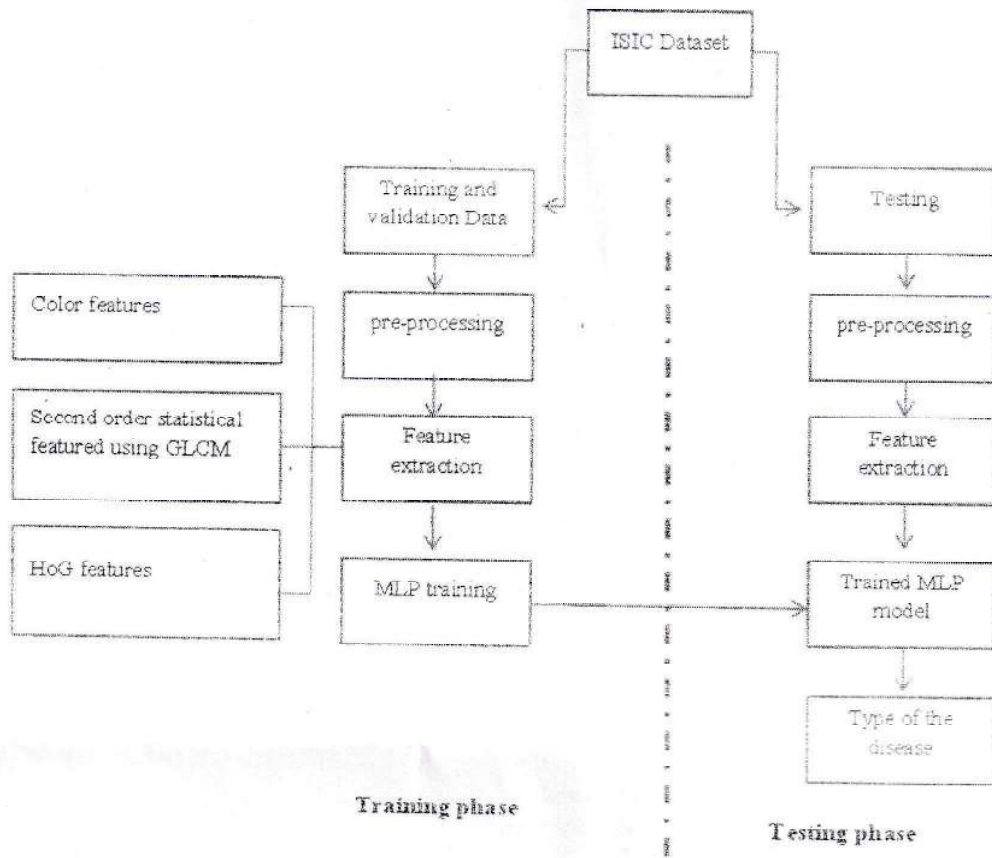 ISIC Dataset
Training and
validation Data
Testing
Color features
pre-processing
pre-processing
Second order statistical
featured using GLCM
Feature
extraction
Feature
extraction
HoG features
MLP training
Trained MLP
model
Type of the
disease
Training phase
Testing phase